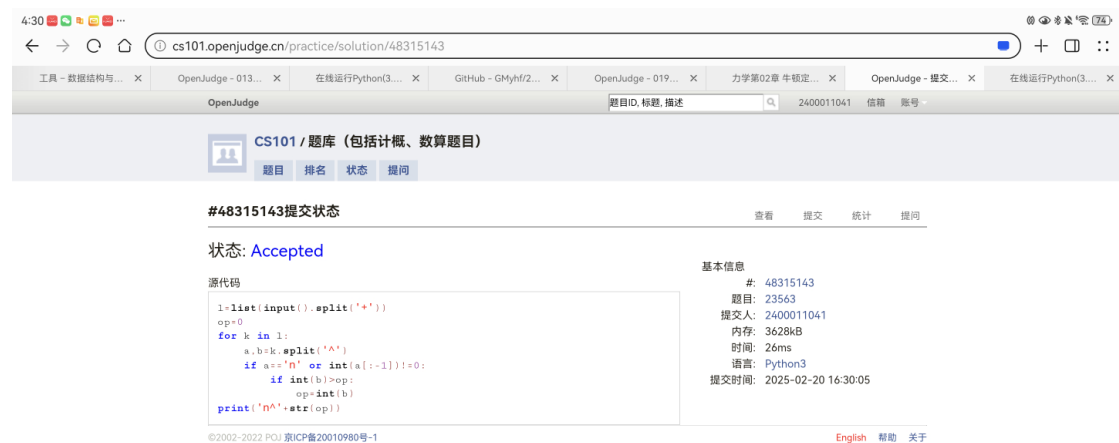 4:30 ...
74
cs101.openjudge.cn/practice/solution/48315143
工具 - 数据结构与... × OpenJudge - 013... × 在线运行Python(3.... × GitHub - GMyhf/2... × OpenJudge - 019... × 力学第02章 牛顿定... × OpenJudge - 提交... × 在线运行Python(3.... ×
OpenJudge 题目ID, 标题, 描述 2400011041 信箱 账号
CS101 / 题库（包括计概、数算题目）
题目 排名 状态 提问
#48315143提交状态 查看 提交 统计 提问
状态: Accepted
源代码
l=list(input().split('+'))
op=0
for k in l:
    a,b=k.split('^')
    if a=='n' or int(a[:-1])!=0:
        if int(b)>op:
            op=int(b)
print('n^'+str(op))
基本信息
#: 48315143
题目: 23563
提交人: 2400011041
内存: 3628kB
时间: 26ms
语言: Python3
提交时间: 2025-02-20 16:30:05
©2002-2022 POJ 京ICP备20010980号-1 English 帮助 关于